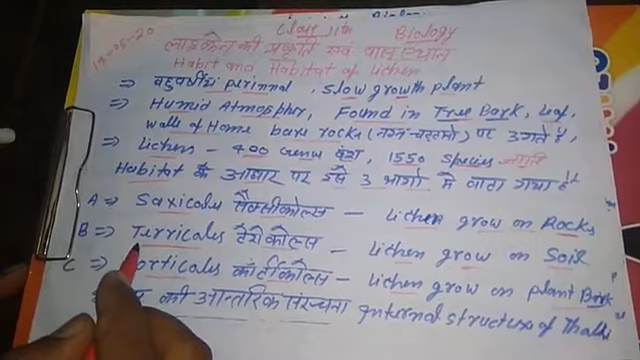 Class 11th Biology
14-05-20
लाइकेन की प्रकृति एवं वास स्थान
Habit and Habitat of Lichen
⇒ बहुवर्षीय perinnal, slow growth plant
⇒ Humid Atmospher, Found in Tree Bark, Leaf,
walls of Home bare rocks (नग्न-चट्टानों) पर उगते है,
⇒ Lichens - 400 Genus वंश, 1550 species जाति
Habitat के आधार पर इसे 3 भागो में बांटा गया है
A ⇒ Saxicoles सैक्सीकोल्स - Lichen grow on Rocks
B ⇒ Terricoles टेरीकोल्स - Lichen grow on Soil
C ⇒ orticoles कॉर्टीकोल्स - Lichen grow on plant Bark
की आन्तरिक संरचना Internal structure of Thalli